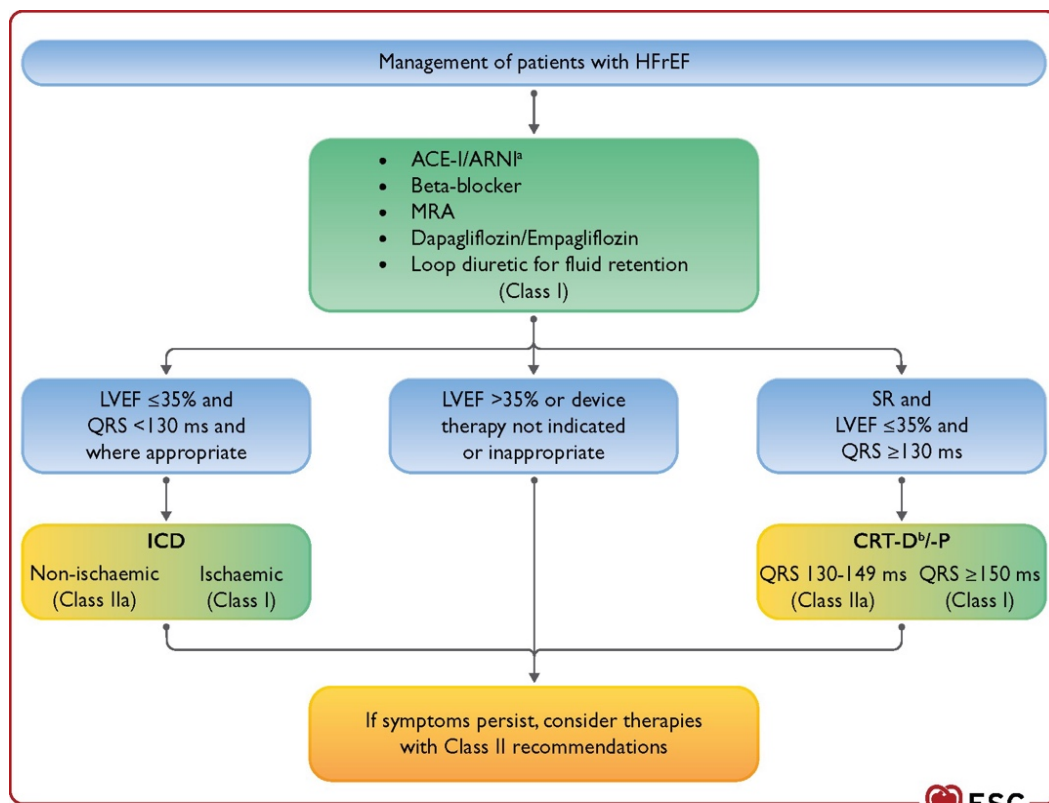 Management of patients with HFrEF
• ACE-I/ARNIᵃ
• Beta-blocker
• MRA
• Dapagliflozin/Empagliflozin
• Loop diuretic for fluid retention
(Class I)
LVEF ≤35% and
QRS <130 ms and
where appropriate
LVEF >35% or device
therapy not indicated
or inappropriate
SR and
LVEF ≤35% and
QRS ≥130 ms
ICD
Non-ischaemic
(Class IIa)
Ischaemic
(Class I)
CRT-Dᵇ/-P
QRS 130-149 ms
(Class IIa)
QRS ≥150 ms
(Class I)
If symptoms persist, consider therapies
with Class II recommendations
ESC